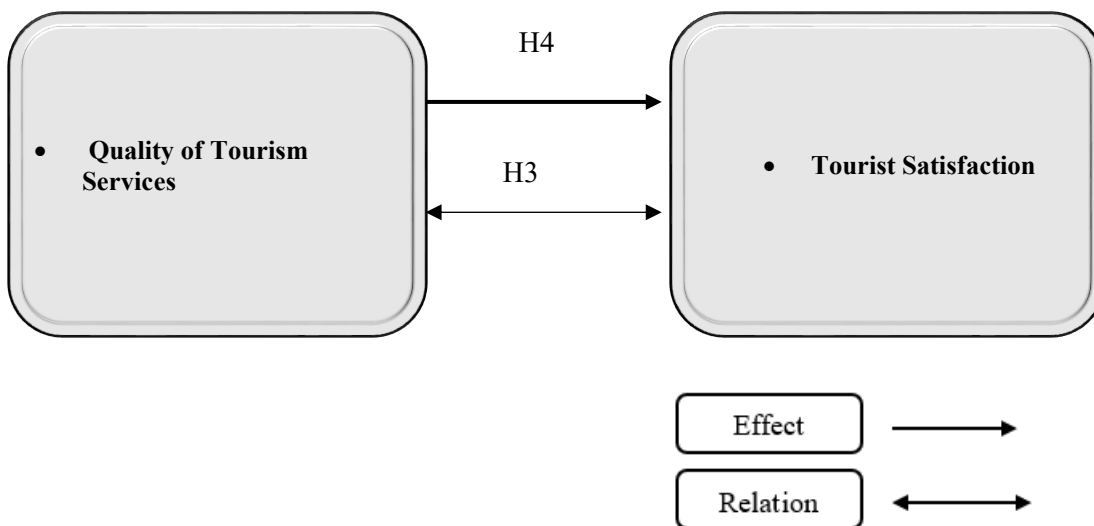 H4
• Quality of Tourism
Services
H3
• Tourist Satisfaction
Effect
Relation